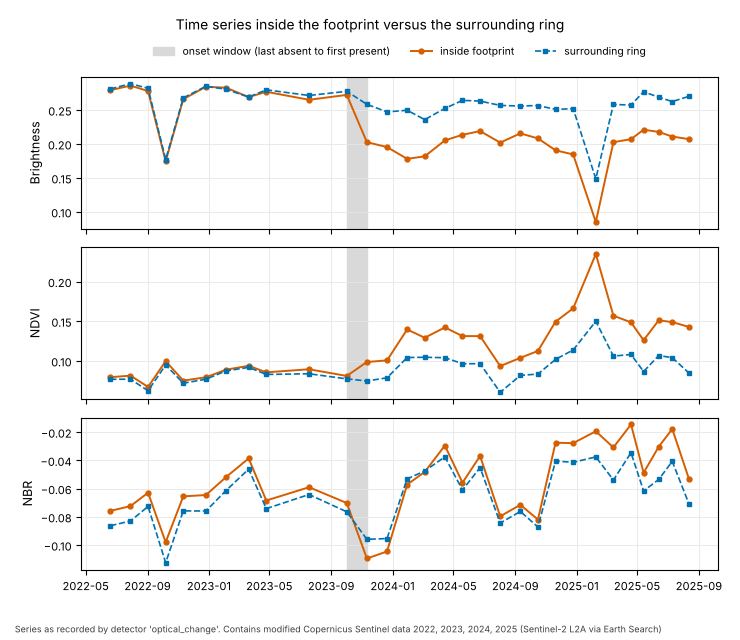 Time series inside the footprint versus the surrounding ring
onset window (last absent to first present) inside footprint surrounding ring
Brightness
0.25
0.20
0.15
0.10
NDVI
0.20
0.15
0.10
NBR
−0.02
−0.04
−0.06
−0.08
−0.10
2022-05 2022-09 2023-01 2023-05 2023-09 2024-01 2024-05 2024-09 2025-01 2025-05 2025-09
Series as recorded by detector 'optical_change'. Contains modified Copernicus Sentinel data 2022, 2023, 2024, 2025 (Sentinel-2 L2A via Earth Search)